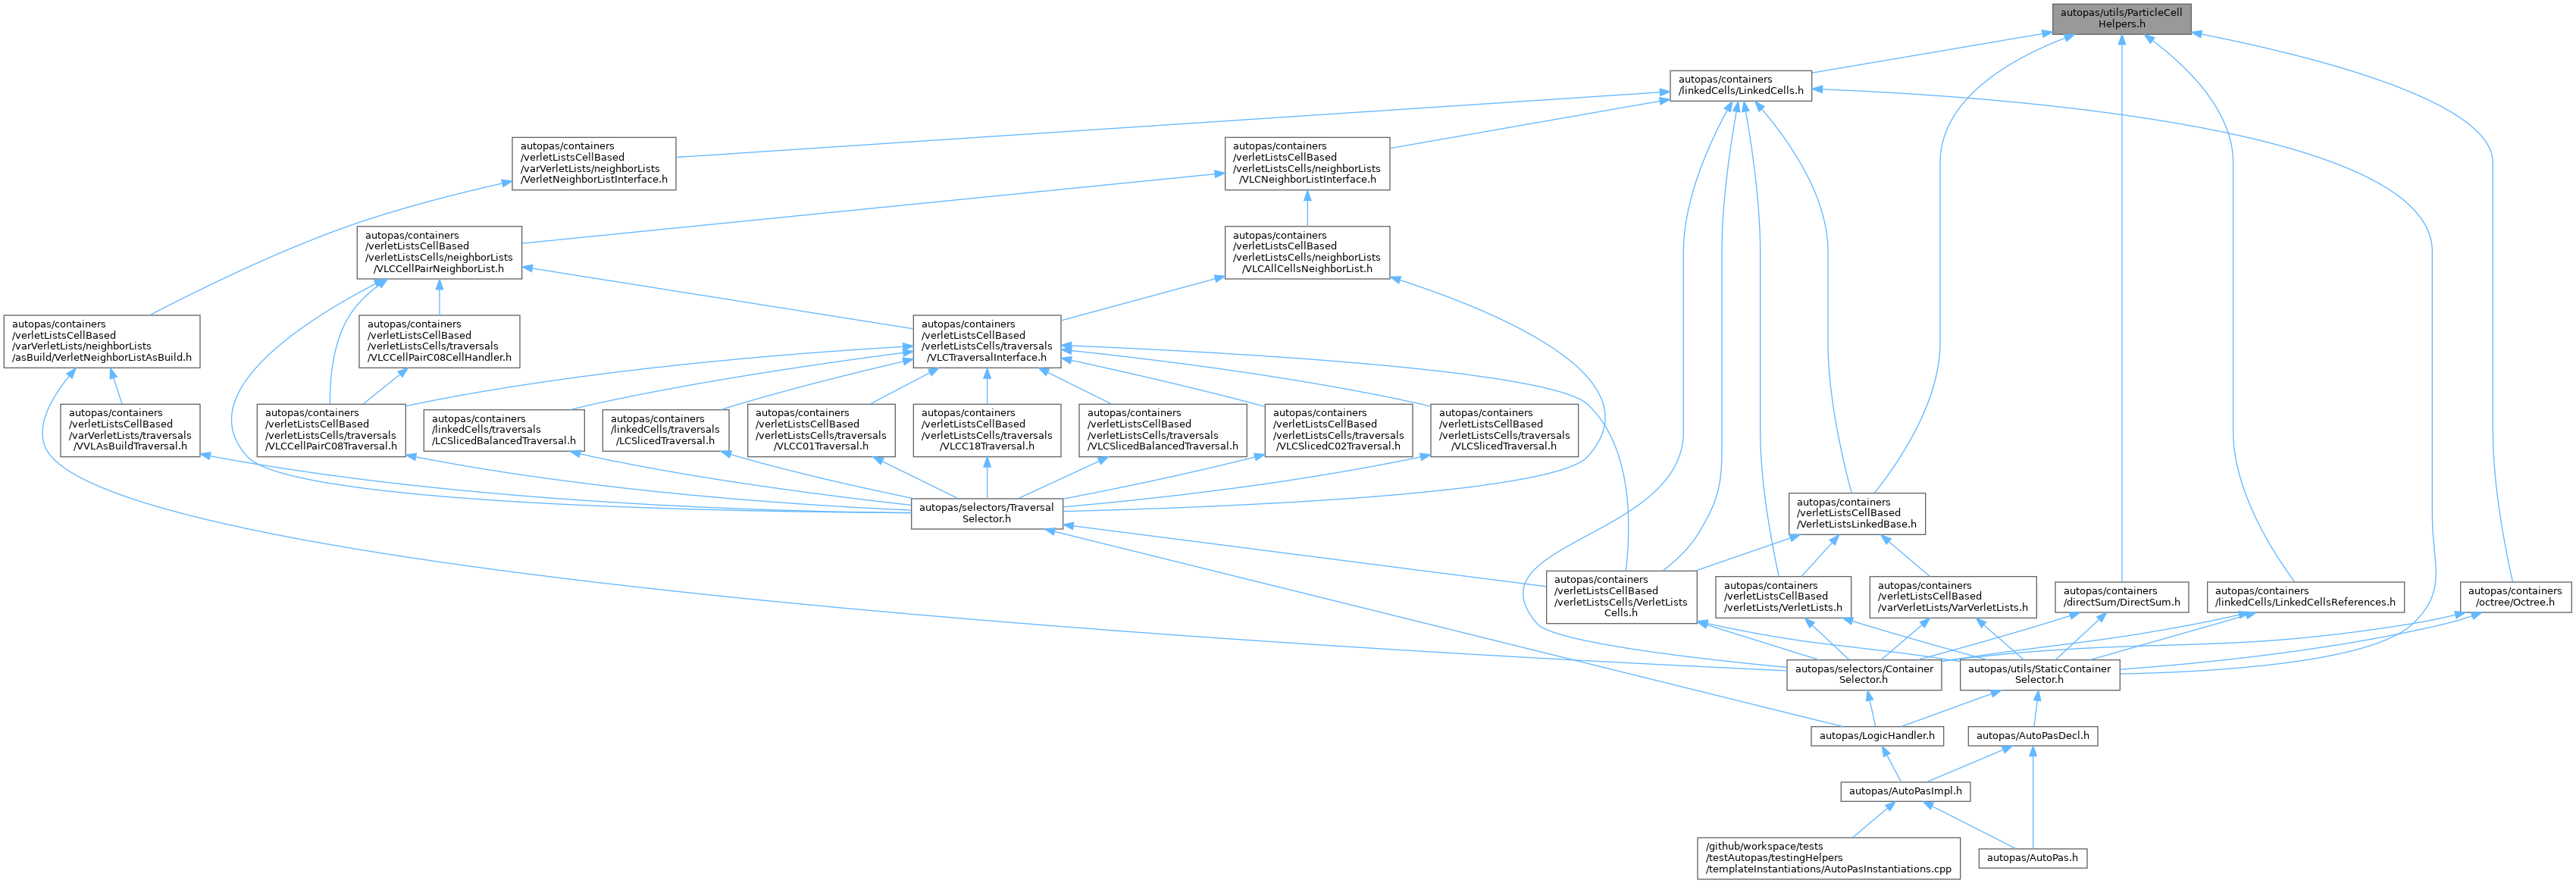 autopas/utils/ParticleCell
Helpers.h
autopas/containers
/linkedCells/LinkedCells.h
autopas/containers
/verletListsCellBased
/varVerletLists/neighborLists
/VerletNeighborListInterface.h
autopas/containers
/verletListsCellBased
/verletListsCells/neighborLists
/VLCNeighborListInterface.h
autopas/containers
/verletListsCellBased
/verletListsCells/neighborLists
/VLCCellPairNeighborList.h
autopas/containers
/verletListsCellBased
/verletListsCells/neighborLists
/VLCAllCellsNeighborList.h
autopas/containers
/verletListsCellBased
/varVerletLists/neighborLists
/asBuild/VerletNeighborListAsBuild.h
autopas/containers
/verletListsCellBased
/verletListsCells/traversals
/VLCCellPairC08CellHandler.h
autopas/containers
/verletListsCellBased
/verletListsCells/traversals
/VLCTraversalInterface.h
autopas/containers
/verletListsCellBased
/varVerletLists/traversals
/VVLAsBuildTraversal.h
autopas/containers
/verletListsCellBased
/verletListsCells/traversals
/VLCCellPairC08Traversal.h
autopas/containers
/linkedCells/traversals
/LCSlicedBalancedTraversal.h
autopas/containers
/linkedCells/traversals
/LCSlicedTraversal.h
autopas/containers
/verletListsCellBased
/verletListsCells/traversals
/VLCC01Traversal.h
autopas/containers
/verletListsCellBased
/verletListsCells/traversals
/VLCC18Traversal.h
autopas/containers
/verletListsCellBased
/verletListsCells/traversals
/VLCSlicedBalancedTraversal.h
autopas/containers
/verletListsCellBased
/verletListsCells/traversals
/VLCSlicedC02Traversal.h
autopas/containers
/verletListsCellBased
/verletListsCells/traversals
/VLCSlicedTraversal.h
autopas/selectors/Traversal
Selector.h
autopas/containers
/verletListsCellBased
/VerletListsLinkedBase.h
autopas/containers
/verletListsCellBased
/verletListsCells/VerletLists
Cells.h
autopas/containers
/verletListsCellBased
/verletLists/VerletLists.h
autopas/containers
/verletListsCellBased
/varVerletLists/VarVerletLists.h
autopas/containers
/directSum/DirectSum.h
autopas/containers
/linkedCells/LinkedCellsReferences.h
autopas/containers
/octree/Octree.h
autopas/selectors/Container
Selector.h
autopas/utils/StaticContainer
Selector.h
autopas/LogicHandler.h
autopas/AutoPasDecl.h
autopas/AutoPasImpl.h
/github/workspace/tests
/testAutopas/testingHelpers
/templateInstantiations/AutoPasInstantiations.cpp
autopas/AutoPas.h